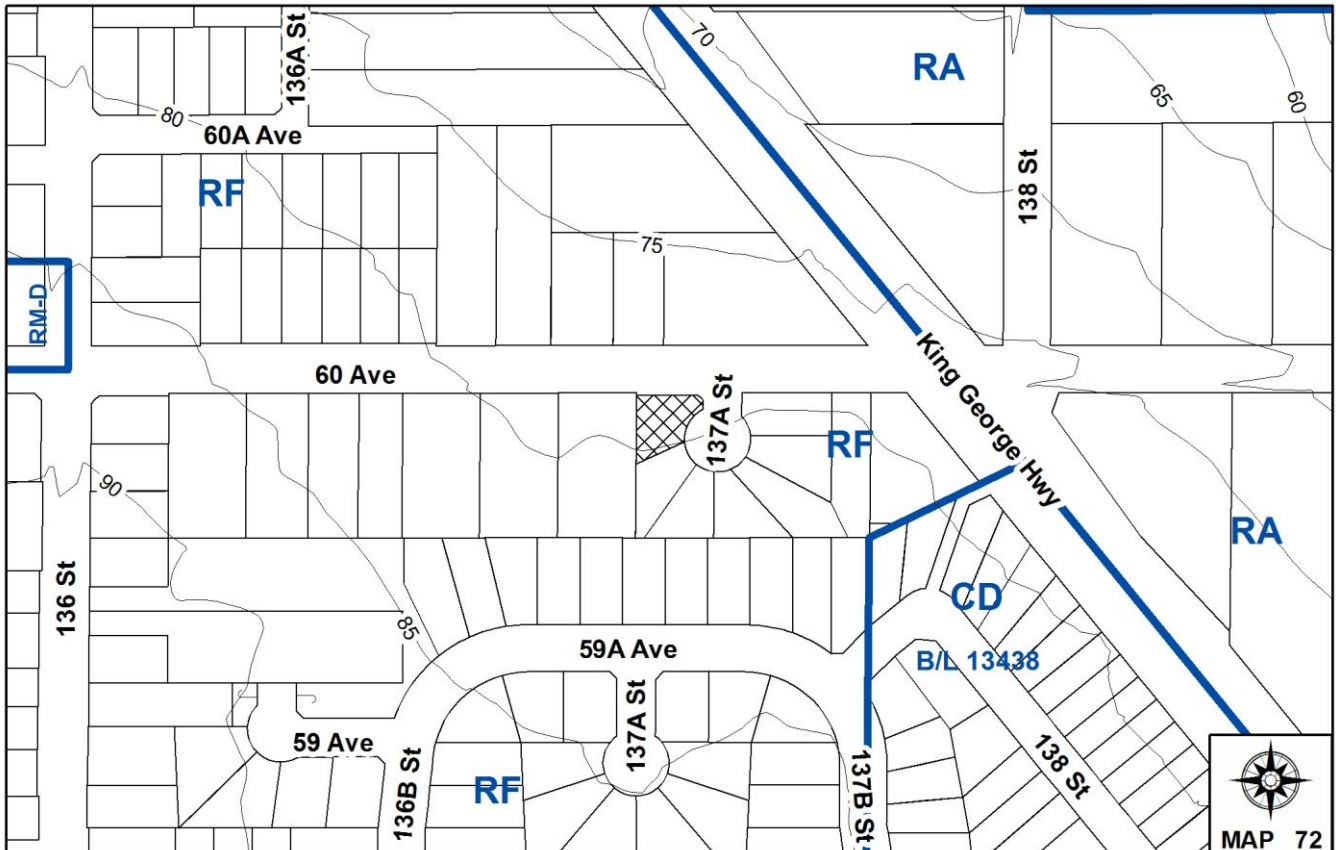 136A St
70
RA
65
60
80
60A Ave
RF
138 St
75
RM-D
60 Ave
King George Hwy
137A St
RF
90
RA
136 St
85
CD
59A Ave
B/L 13438
137A St
59 Ave
136B St
RF
137B St
138 St
MAP 72